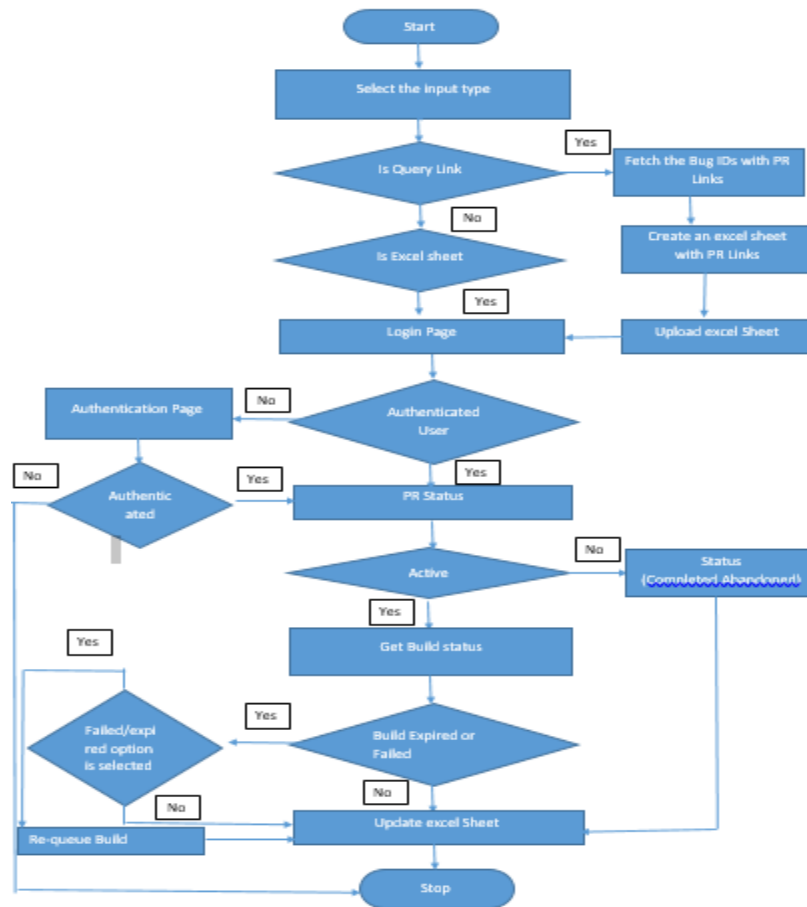 Start
Select the input type
Yes
Is Query Link
Fetch the Bug IDs with PR
Links
No
Create an excel sheet
with PR Links
Is Excel sheet
Yes
Login Page
Upload excel Sheet
No
Authentication Page
Authenticated
User
No
Yes
Yes
Authentic
ated
PR Status
No
Active
Status
(Completed Abandoned)
Yes
Yes
Get Build status
Yes
Failed/expi
red option
is selected
Build Expired or
Failed
No
No
Update excel Sheet
Re-queue Build
Stop